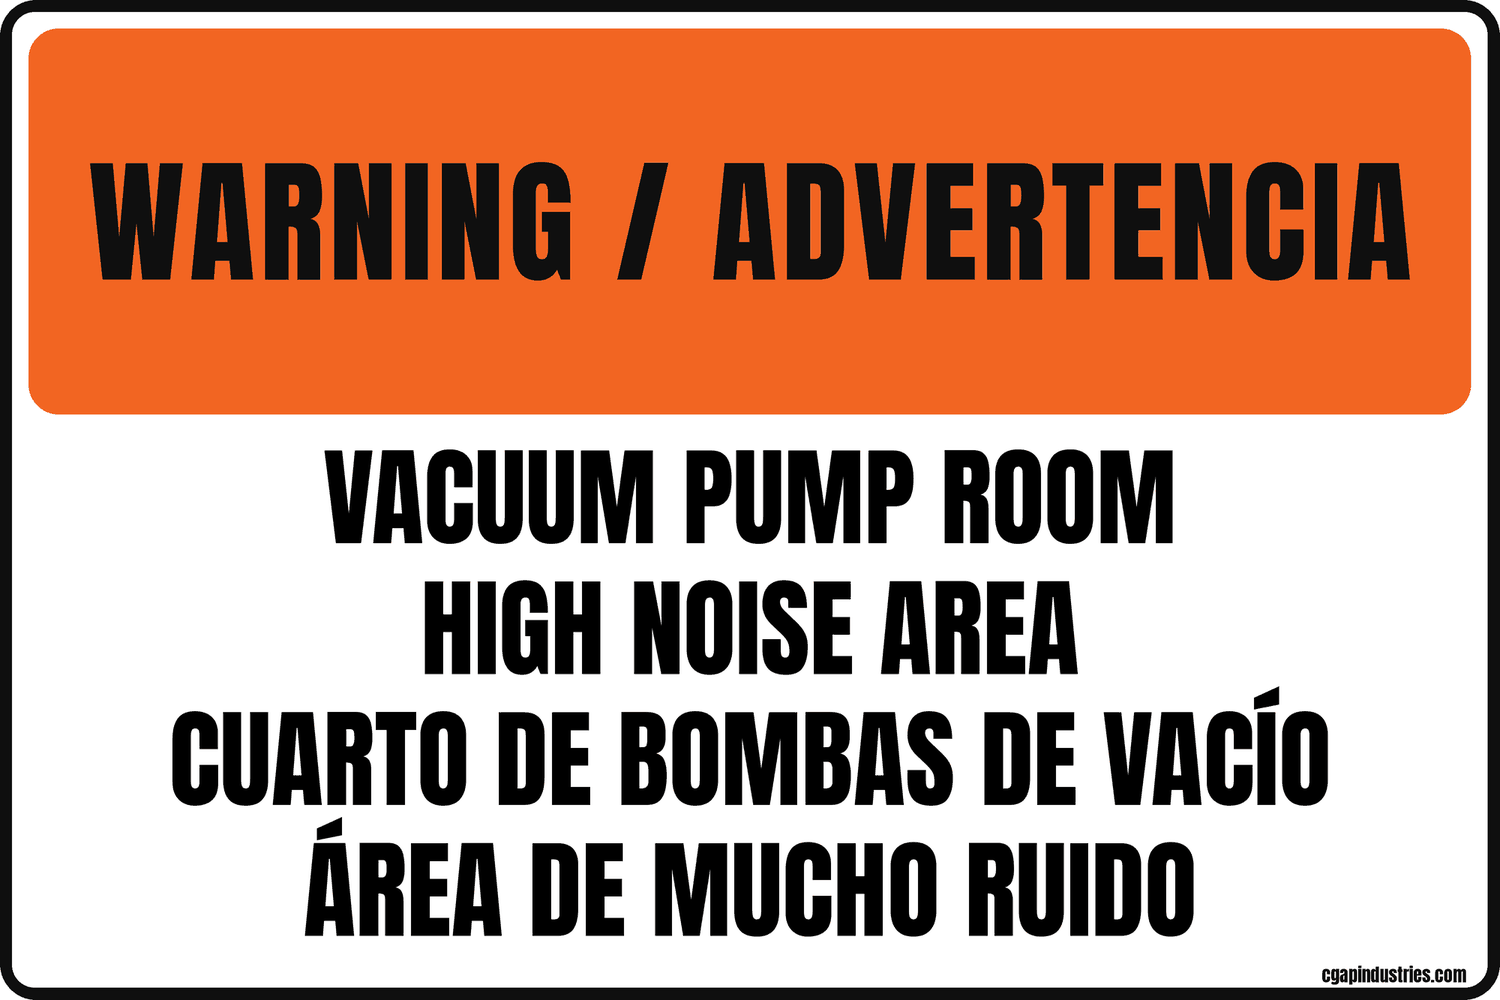 WARNING / ADVERTENCIA
VACUUM PUMP ROOM
HIGH NOISE AREA
CUARTO DE BOMBAS DE VACÍO
ÁREA DE MUCHO RUIDO
cgapindustries.com